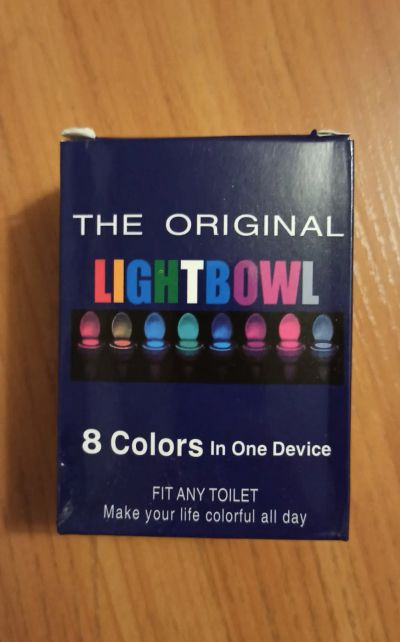 THE ORIGINAL
LIGHTBOWL
8 Colors In One Device
FIT ANY TOILET
Make your life colorful all day